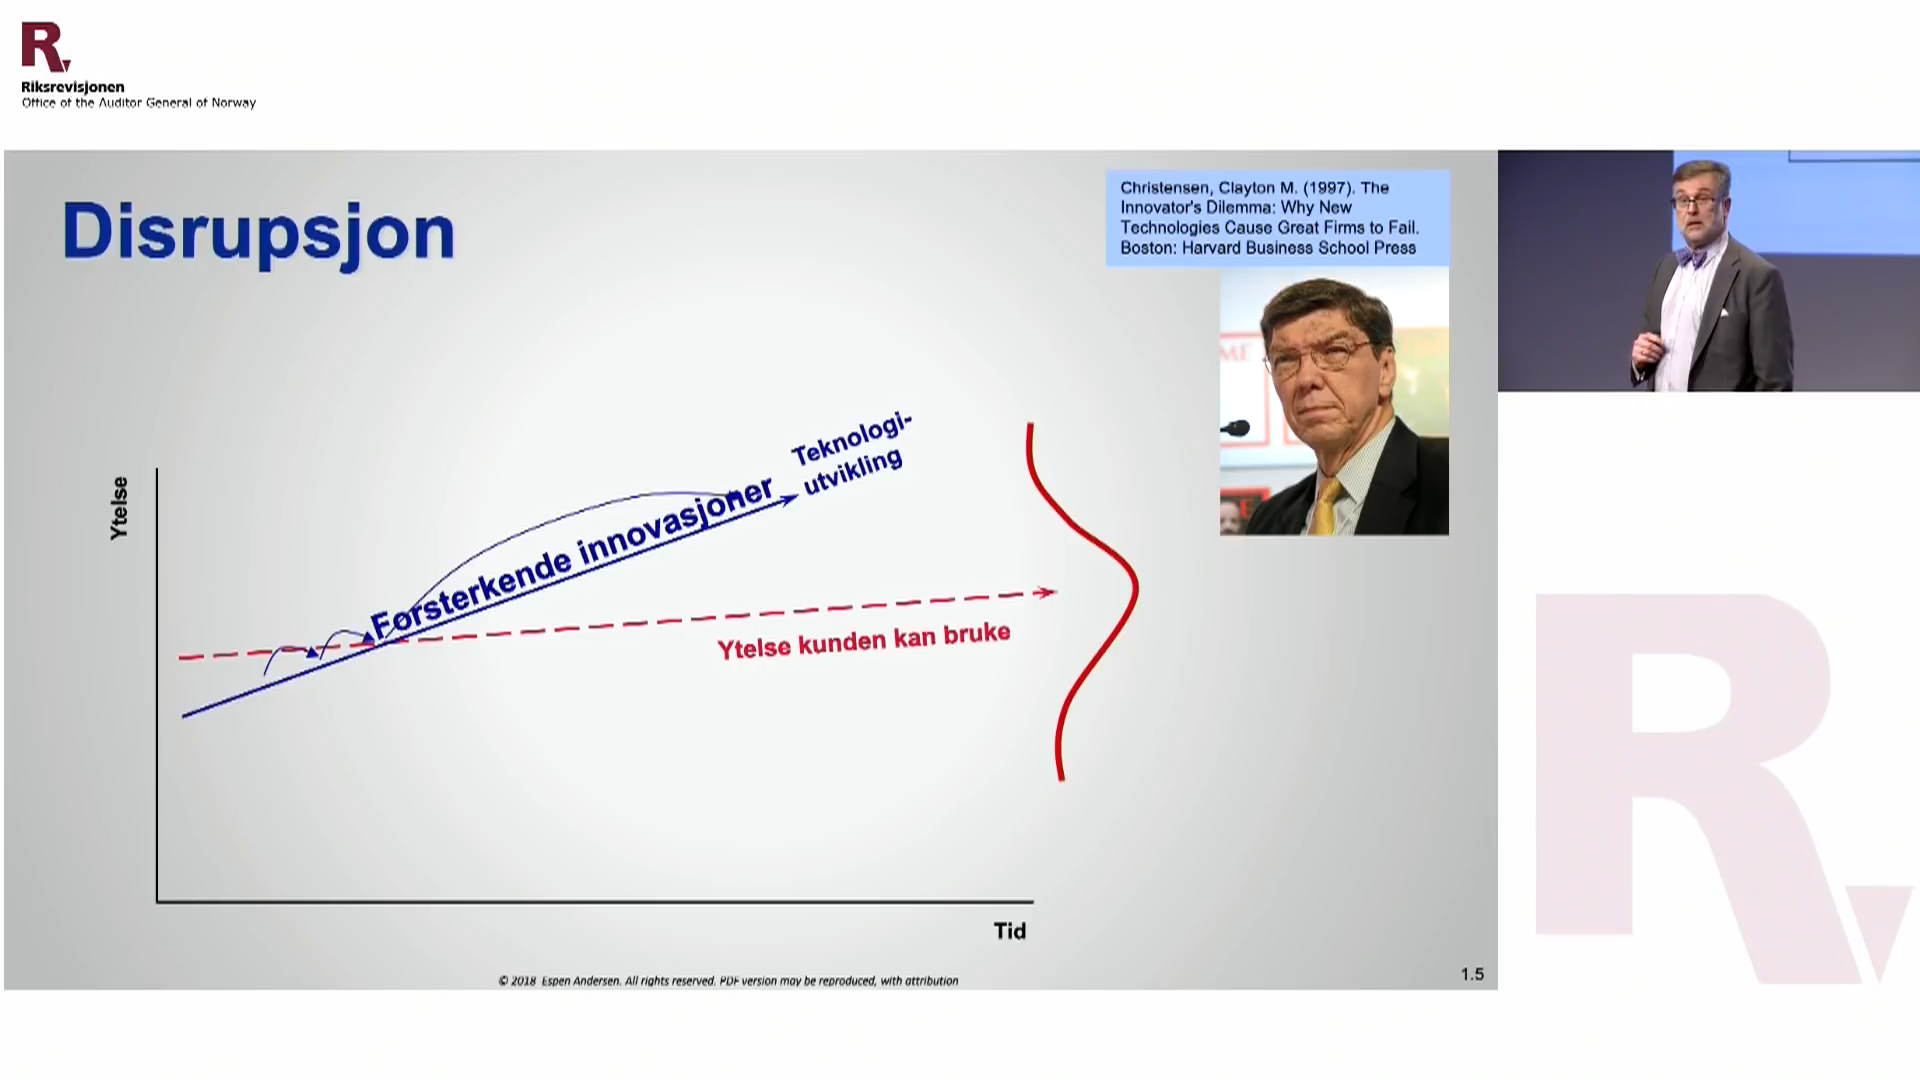 R
Riksrevisjonen
Office of the Auditor General of Norway
Disrupsjon
Christensen, Clayton M. (1997). The
Innovator's Dilemma: Why New
Technologies Cause Great Firms to Fail.
Boston: Harvard Business School Press
ME
Teknologi-
utvikling
Forsterkende innovasjoner
Ytelse
Ytelse kunden kan bruke
Tid
© 2018 Espen Andersen. All rights reserved. PDF version may be reproduced, with attribution
1.5
R